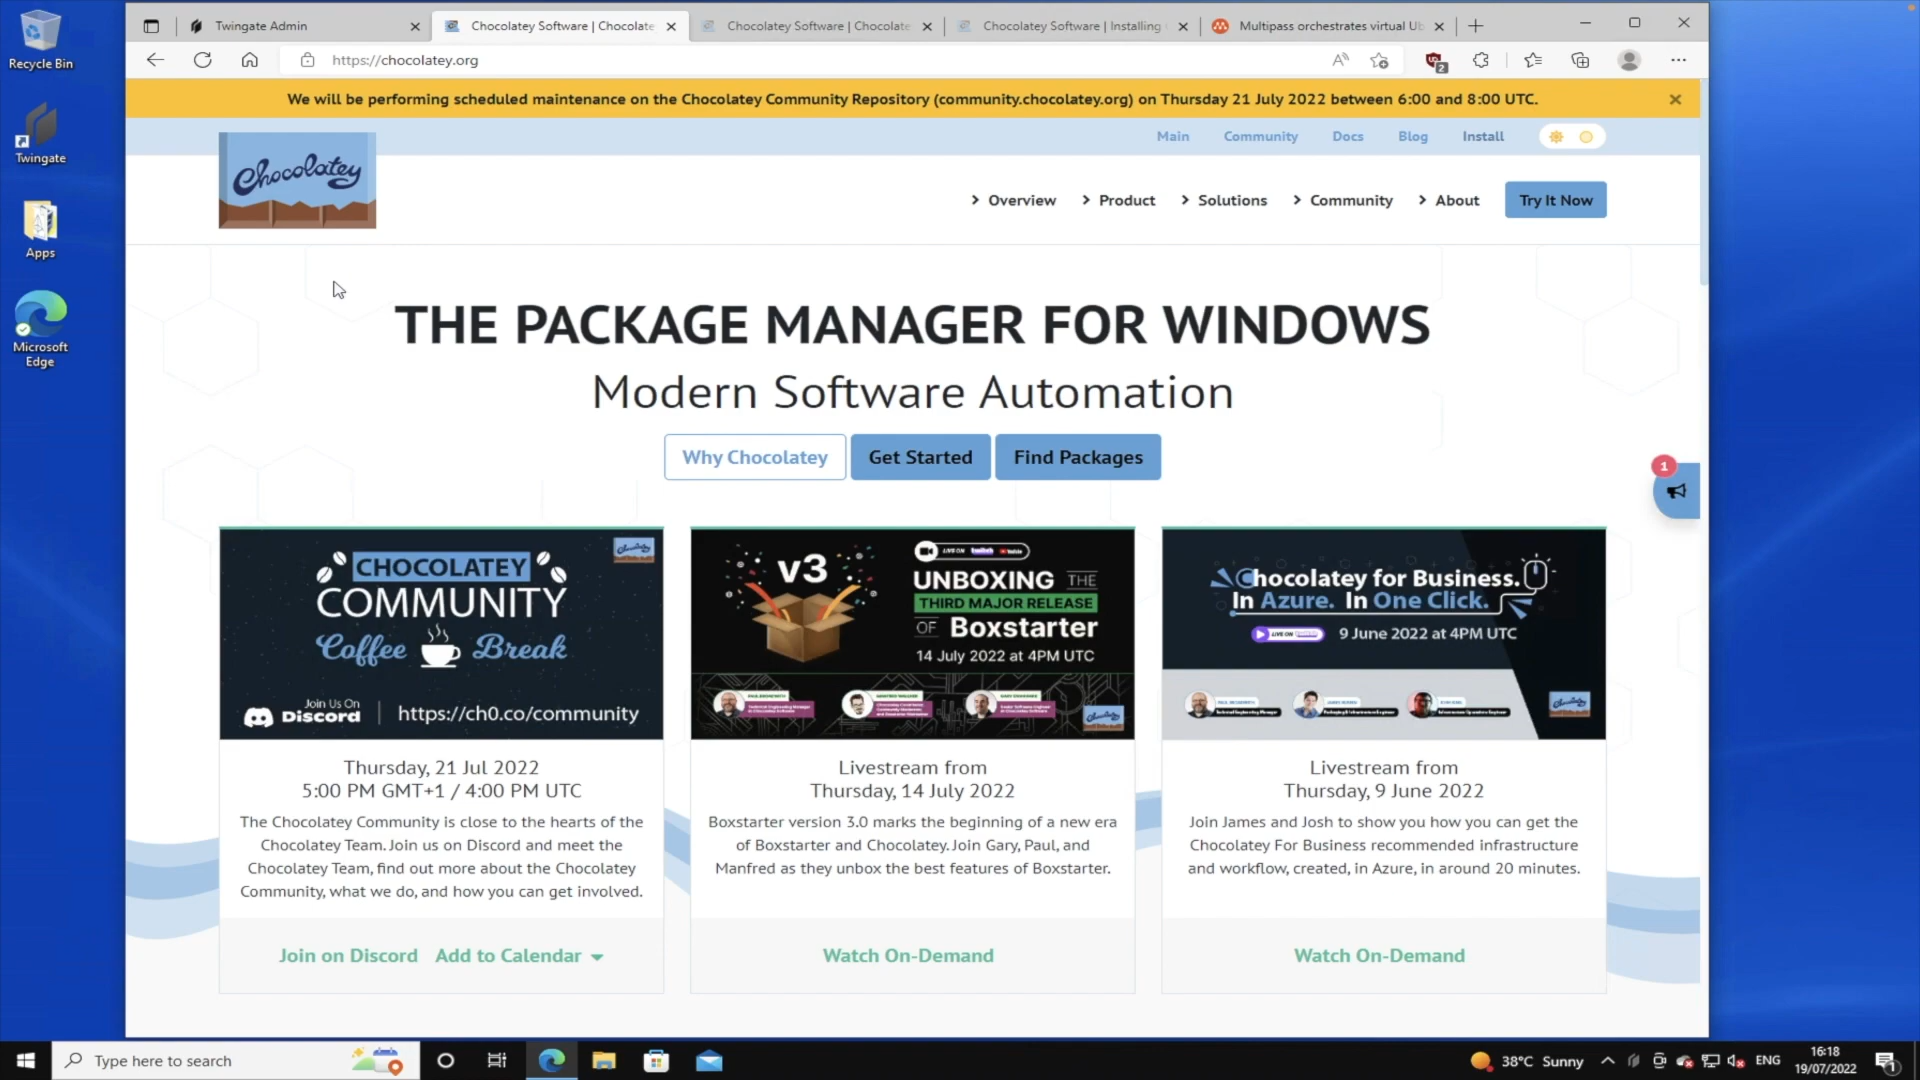 Recycle Bin
Twingate
Apps
Microsoft
Edge
Twingate Admin
Chocolatey Software | Chocolate
Chocolatey Software | Chocolate
Chocolatey Software | Installing
Multipass orchestrates virtual Ub
https://chocolatey.org
2
We will be performing scheduled maintenance on the Chocolatey Community Repository (community.chocolatey.org) on Thursday 21 July 2022 between 6:00 and 8:00 UTC.
Main
Community
Docs
Blog
Install
Chocolatey
Overview
Product
Solutions
Community
About
Try It Now
THE PACKAGE MANAGER FOR WINDOWS
Modern Software Automation
Why Chocolatey
Get Started
Find Packages
1
CHOCOLATEY
COMMUNITY
Coffee Break
Join Us On
Discord
https://ch0.co/community
Thursday, 21 Jul 2022
5:00 PM GMT+1 / 4:00 PM UTC
The Chocolatey Community is close to the hearts of the
Chocolatey Team. Join us on Discord and meet the
Chocolatey Team, find out more about the Chocolatey
Community, what we do, and how you can get involved.
Join on Discord
Add to Calendar
v3
LIVE ON
UNBOXING THE
THIRD MAJOR RELEASE
OF Boxstarter
14 July 2022 at 4PM UTC
Livestream from
Thursday, 14 July 2022
Boxstarter version 3.0 marks the beginning of a new era
of Boxstarter and Chocolatey. Join Gary, Paul, and
Manfred as they unbox the best features of Boxstarter.
Watch On-Demand
Chocolatey for Business.
In Azure. In One Click.
LIVE ON
9 June 2022 at 4PM UTC
Livestream from
Thursday, 9 June 2022
Join James and Josh to show you how you can get the
Chocolatey For Business recommended infrastructure
and workflow, created, in Azure, in around 20 minutes.
Watch On-Demand
Type here to search
38°C Sunny
ENG
16:18
19/07/2022
1